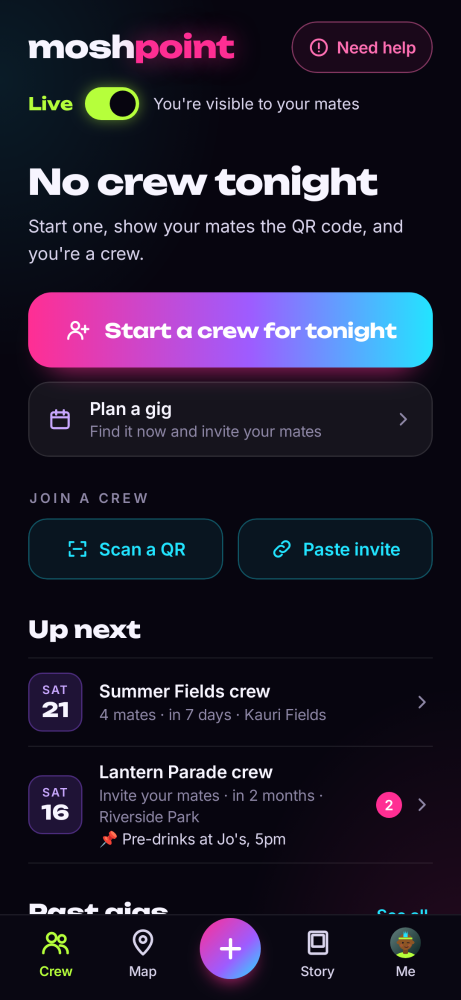 moshpoint
Need help
Live
You're visible to your mates
No crew tonight
Start one, show your mates the QR code, and
you're a crew.
Start a crew for tonight
Plan a gig
Find it now and invite your mates
JOIN A CREW
Scan a QR
Paste invite
Up next
SAT
21
Summer Fields crew
4 mates · in 7 days · Kauri Fields
SAT
16
Lantern Parade crew
Invite your mates · in 2 months ·
Riverside Park
📌 Pre-drinks at Jo's, 5pm
2
Past gigs
See all
Crew
Map
Story
Me